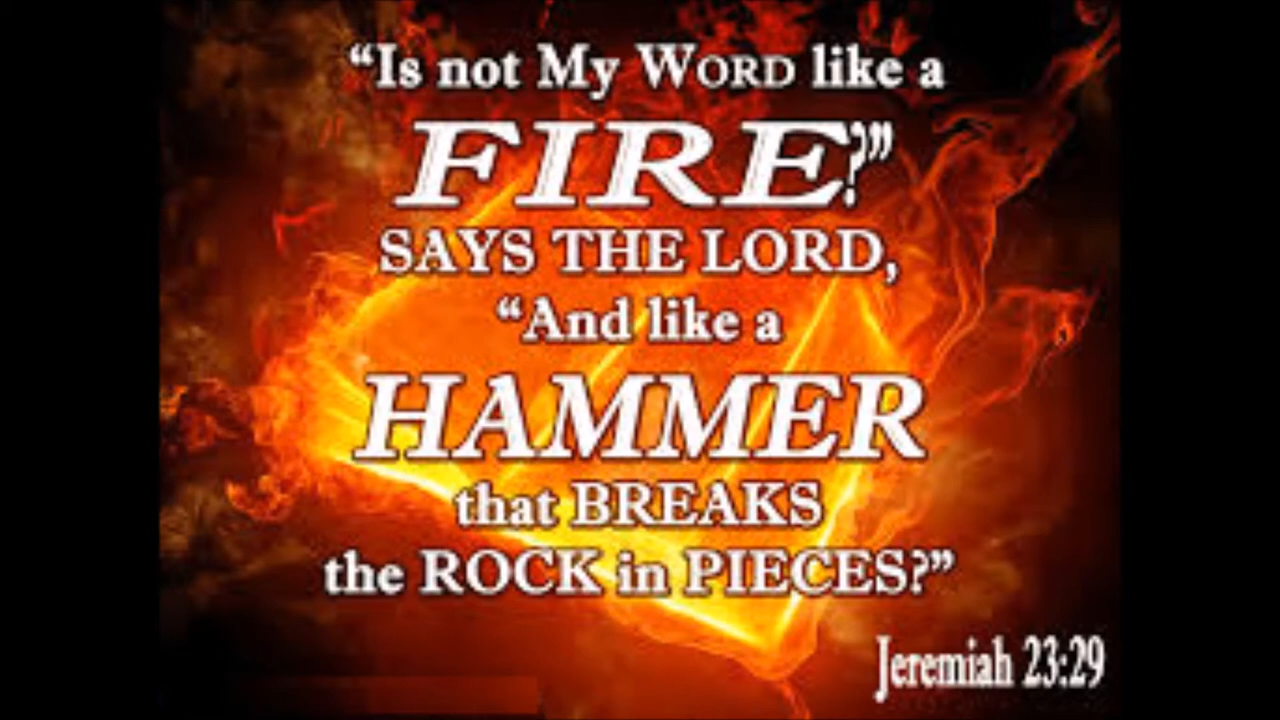 “Is not My WORD like a
FIRE?”
SAYS THE LORD,
“And like a
HAMMER
that BREAKS
the ROCK in PIECES?”
Jeremiah 23:29